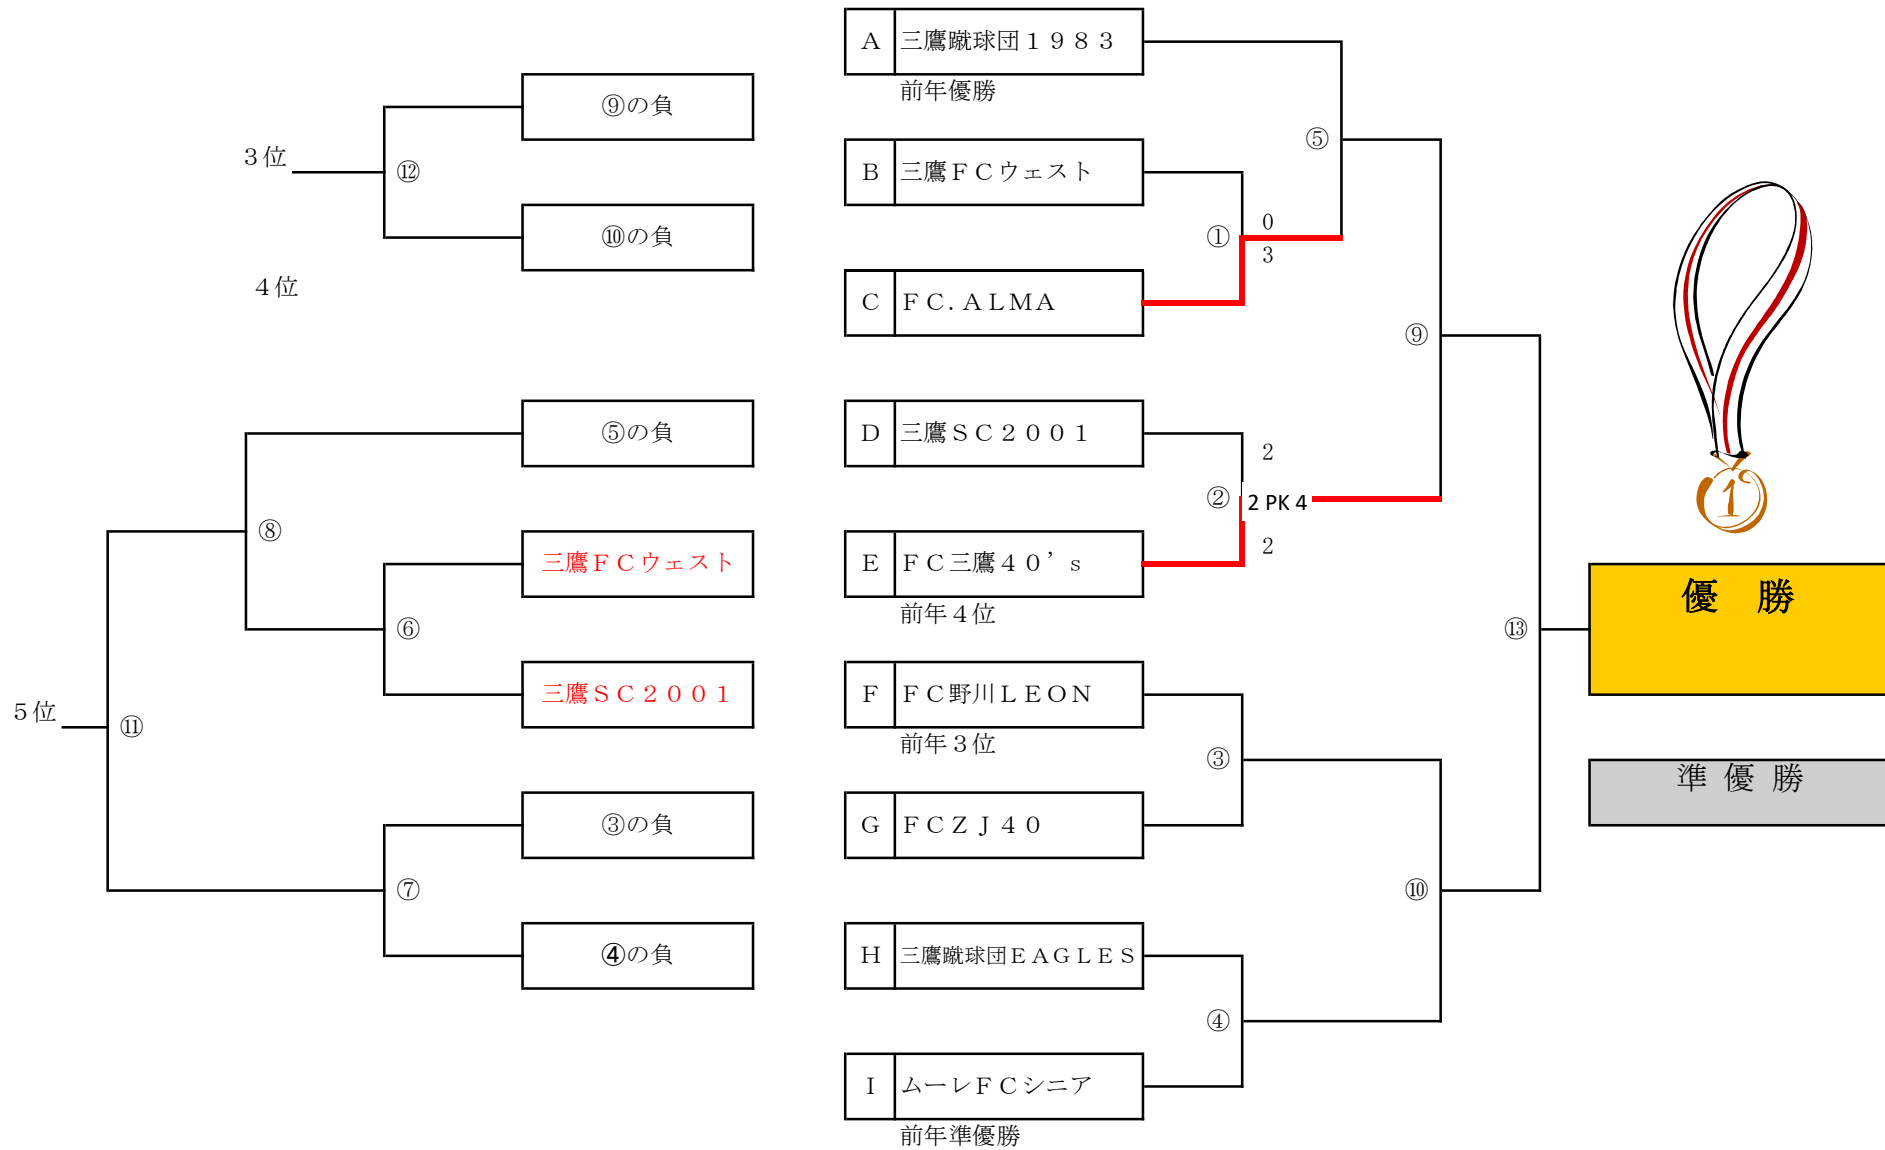 ⑨の負
3位
⑫
⑩の負
4位
⑤の負
⑧
三鷹FCウェスト
⑥
三鷹SC2001
5位
⑪
③の負
⑦
④の負
A 三鷹蹴球団1983
前年優勝
⑤
B 三鷹FCウェスト
①
0
3
C FC.ALMA
⑨
D 三鷹SC2001
2
②
2 PK 4
2
E FC三鷹40’s
前年4位
⑬
F FC野川LEON
前年3位
③
G FCZJ40
⑩
H 三鷹蹴球団EAGLES
④
I ムーレFCシニア
前年準優勝
1
優 勝
準 優 勝